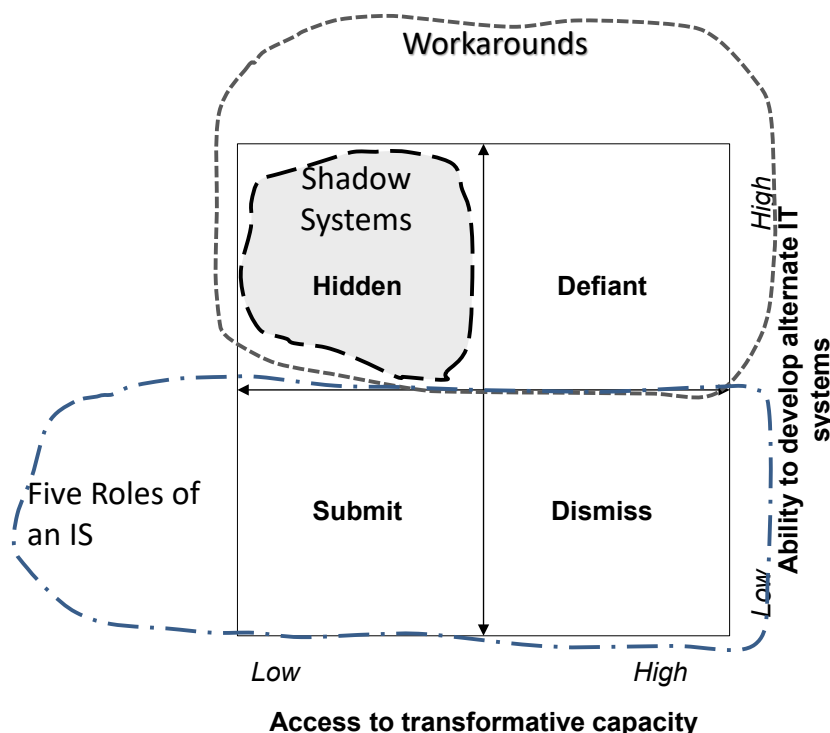 Workarounds
Shadow
Systems
Hidden
Defiant
High
Ability to develop alternate IT
systems
Five Roles of
an IS
Submit
Dismiss
Low
Low
High
Access to transformative capacity